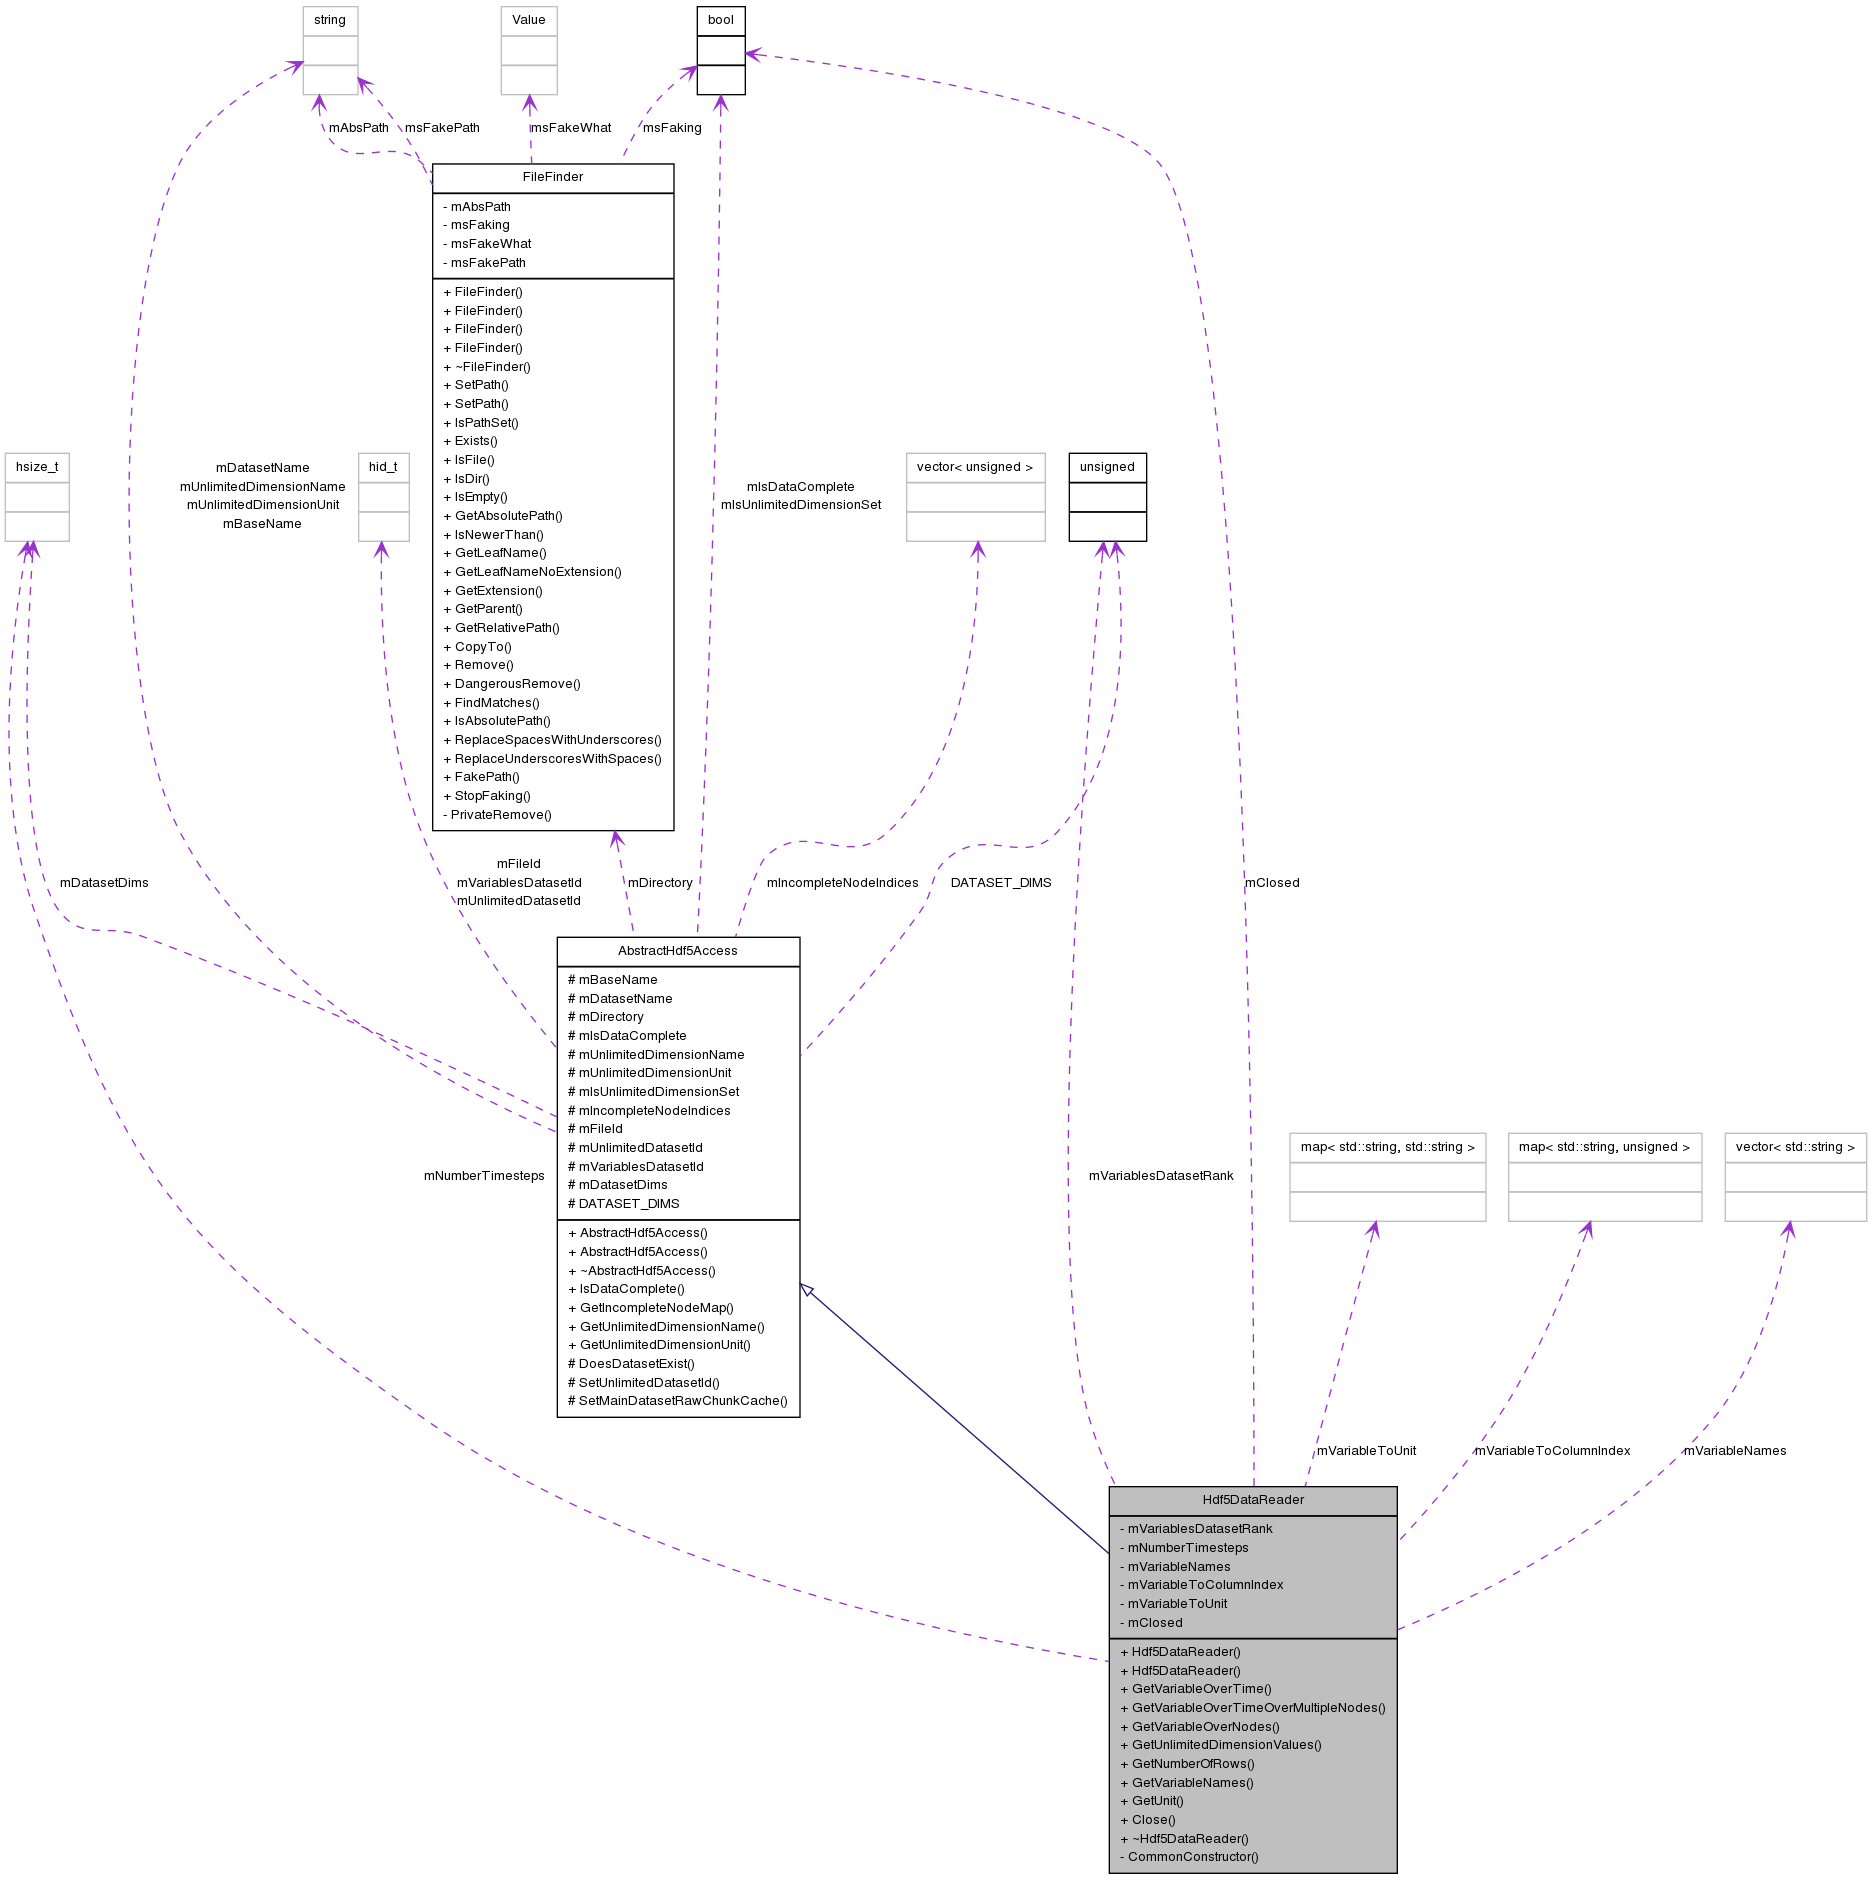 string
Value
bool
mAbsPath
msFakePath
msFakeWhat
msFaking
FileFinder
- mAbsPath
- msFaking
- msFakeWhat
- msFakePath
+ FileFinder()
+ FileFinder()
+ FileFinder()
+ FileFinder()
+ ~FileFinder()
+ SetPath()
+ SetPath()
+ IsPathSet()
+ Exists()
+ IsFile()
+ IsDir()
+ IsEmpty()
+ GetAbsolutePath()
+ IsNewerThan()
+ GetLeafName()
+ GetLeafNameNoExtension()
+ GetExtension()
+ GetParent()
+ GetRelativePath()
+ CopyTo()
+ Remove()
+ DangerousRemove()
+ FindMatches()
+ IsAbsolutePath()
+ ReplaceSpacesWithUnderscores()
+ ReplaceUnderscoresWithSpaces()
+ FakePath()
+ StopFaking()
- PrivateRemove()
hsize_t
mDatasetName
mUnlimitedDimensionName
mUnlimitedDimensionUnit
mBaseName
hid_t
mIsDataComplete
mIsUnlimitedDimensionSet
vector< unsigned >
unsigned
mDatasetDims
mFileId
mVariablesDatasetId
mUnlimitedDatasetId
mDirectory
mIncompleteNodeIndices
DATASET_DIMS
mClosed
AbstractHdf5Access
# mBaseName
# mDatasetName
# mDirectory
# mIsDataComplete
# mUnlimitedDimensionName
# mUnlimitedDimensionUnit
# mIsUnlimitedDimensionSet
# mIncompleteNodeIndices
# mFileId
# mUnlimitedDatasetId
# mVariablesDatasetId
# mDatasetDims
# DATASET_DIMS
+ AbstractHdf5Access()
+ AbstractHdf5Access()
+ ~AbstractHdf5Access()
+ IsDataComplete()
+ GetIncompleteNodeMap()
+ GetUnlimitedDimensionName()
+ GetUnlimitedDimensionUnit()
# DoesDatasetExist()
# SetUnlimitedDatasetId()
# SetMainDatasetRawChunkCache()
mNumberTimesteps
mVariablesDatasetRank
map< std::string, std::string >
map< std::string, unsigned >
vector< std::string >
mVariableToUnit
mVariableToColumnIndex
mVariableNames
Hdf5DataReader
- mVariablesDatasetRank
- mNumberTimesteps
- mVariableNames
- mVariableToColumnIndex
- mVariableToUnit
- mClosed
+ Hdf5DataReader()
+ Hdf5DataReader()
+ GetVariableOverTime()
+ GetVariableOverTimeOverMultipleNodes()
+ GetVariableOverNodes()
+ GetUnlimitedDimensionValues()
+ GetNumberOfRows()
+ GetVariableNames()
+ GetUnit()
+ Close()
+ ~Hdf5DataReader()
- CommonConstructor()